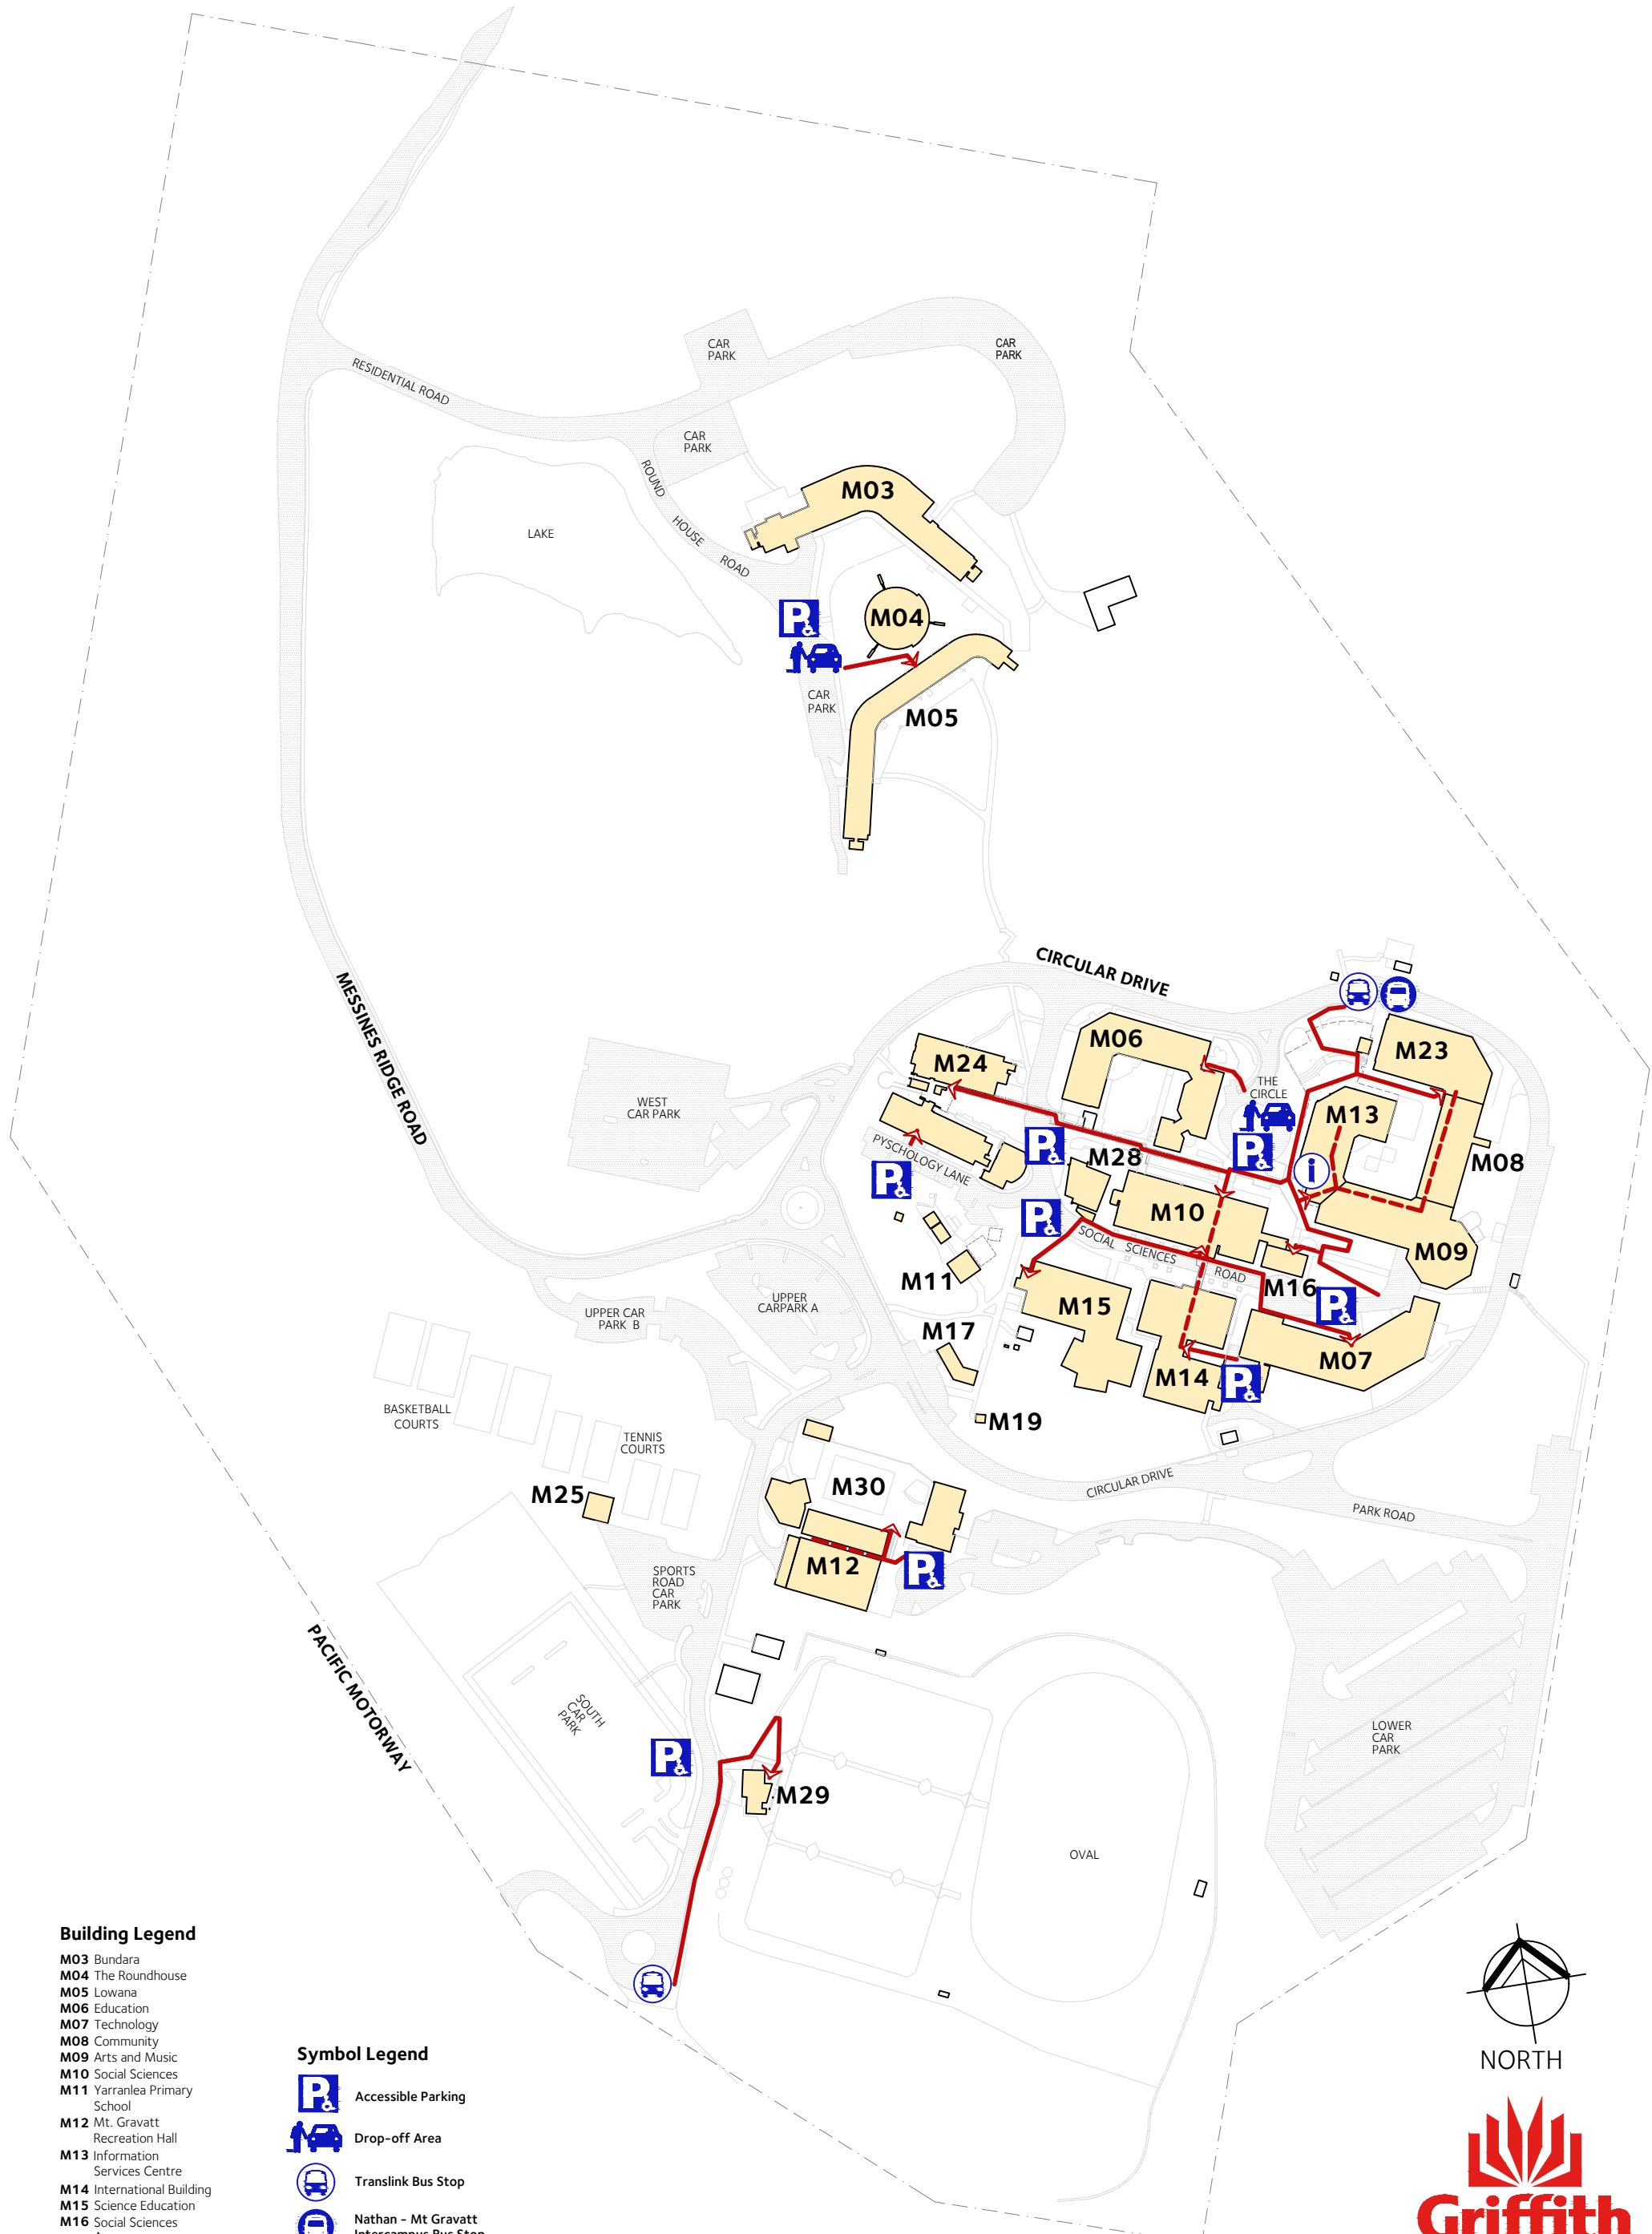 CAR
PARK
CAR
PARK
RESIDENTIAL ROAD
CAR
PARK
ROUND
HOUSE
ROAD
M03
LAKE
M04
CAR
PARK
M05
CIRCULAR DRIVE
MESSINES RIDGE ROAD
M06
M23
M24
THE
CIRCLE
WEST
CAR PARK
M13
PYSCHOLOGY LANE
M28
M08
i
M10
SOCIAL SCIENCES
ROAD
M09
M11
M16
UPPER
CARPARK A
M15
UPPER CAR
PARK B
M17
M07
M14
BASKETBALL
COURTS
M19
TENNIS
COURTS
M30
CIRCULAR DRIVE
M25
PARK ROAD
M12
SPORTS
ROAD
CAR
PARK
PACIFIC MOTORWAY
SOUTH
CAR
PARK
LOWER
CAR
PARK
M29
OVAL
Building Legend
M03 Bundara
M04 The Roundhouse
M05 Lowana
M06 Education
M07 Technology
M08 Community
M09 Arts and Music
M10 Social Sciences
M11 Yarranlea Primary
School
M12 Mt. Gravatt
Recreation Hall
M13 Information
Services Centre
M14 International Building
M15 Science Education
M16 Social Sciences
Symbol Legend
P Accessible Parking
Drop-off Area
Translink Bus Stop
Nathan - Mt Gravatt
Intercampus Bus Stop
NORTH
Griffith